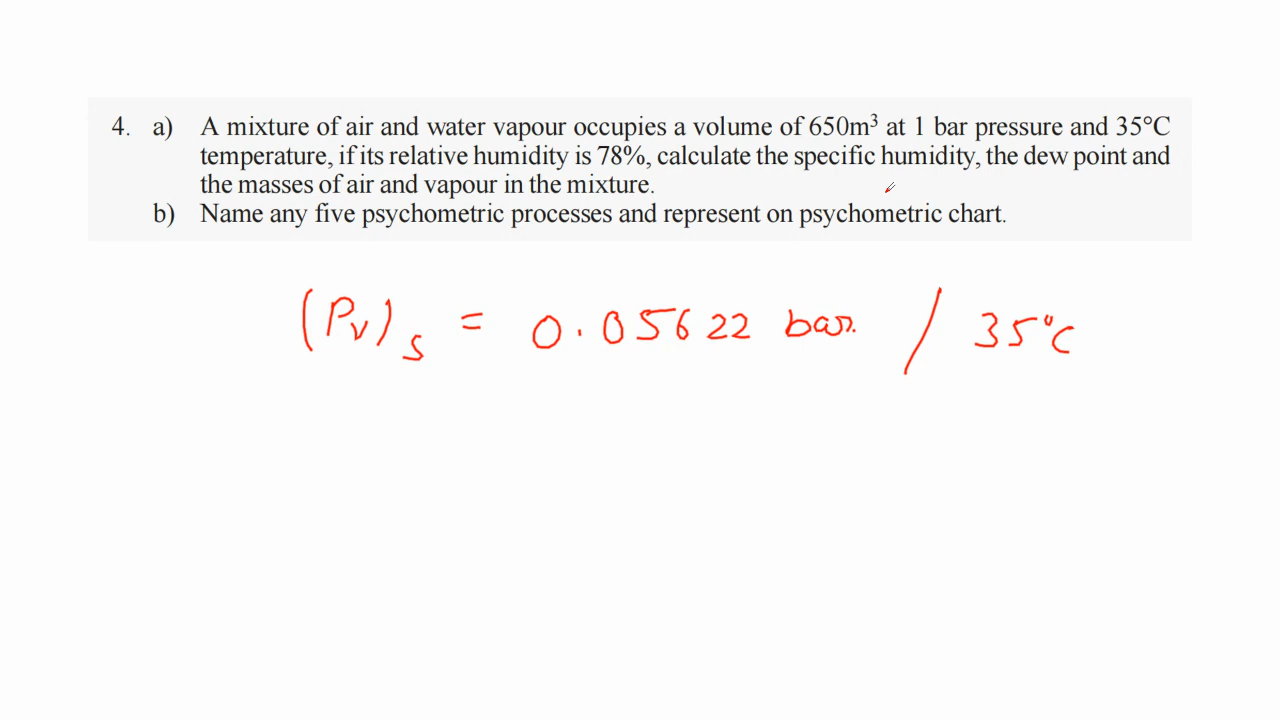 4. a) A mixture of air and water vapour occupies a volume of 650m³ at 1 bar pressure and 35°C
temperature, if its relative humidity is 78%, calculate the specific humidity, the dew point and
the masses of air and vapour in the mixture.
b) Name any five psychometric processes and represent on psychometric chart.
(Pv)s = 0.05622 bar / 35°C